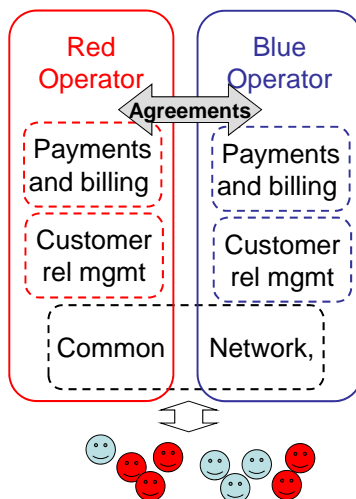 Red
Operator
Blue
Operator
Agreements
Payments
and billing
Payments
and billing
Customer
rel mgmt
Customer
rel mgmt
Common Network,